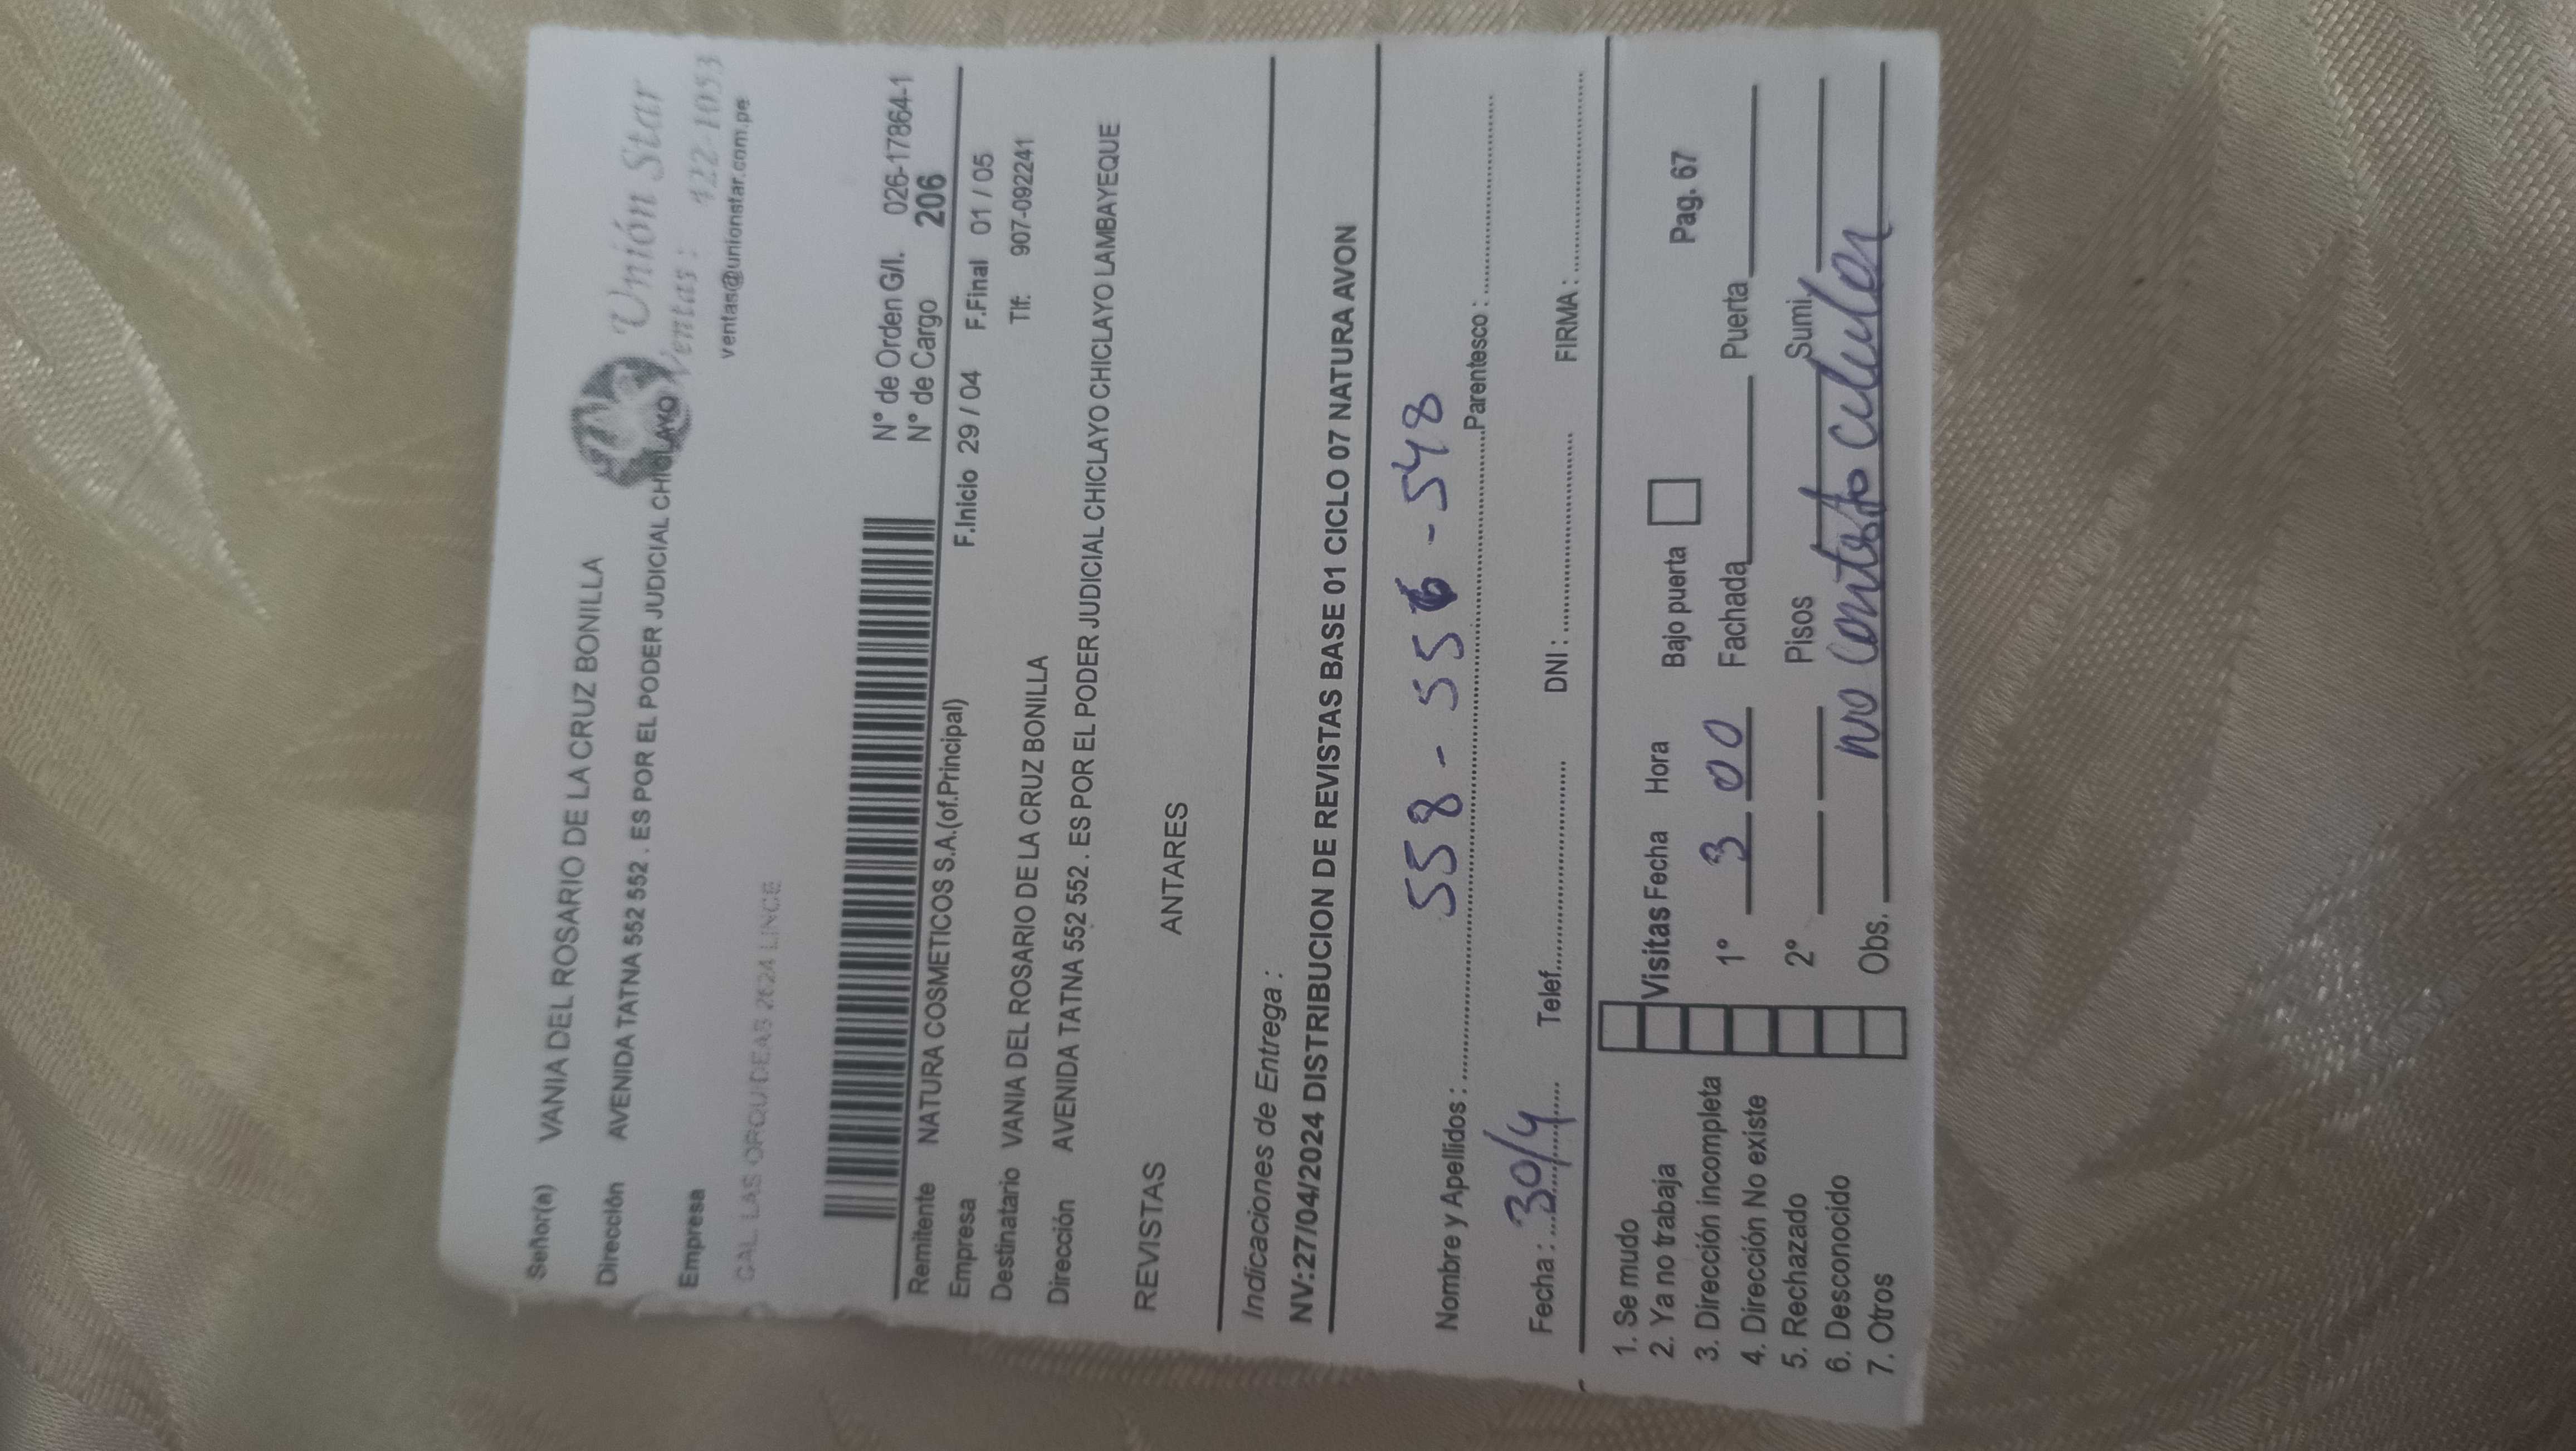 Señor(a) VANIA DEL ROSARIO DE LA CRUZ BONILLA
Unión Star
Dirección AVENIDA TATNA 552 552 . ES POR EL PODER JUDICIAL CHICLAYO
Ventas: 422-1053
Empresa
ventas@unionstar.com.pe
CAL LAS ORQUIDEAS 2624 LINCE
N° de Orden G/I. 026-17864-1
N° de Cargo 206
Remitente NATURA COSMETICOS S.A.(of.Principal)
Empresa F.Inicio 29 / 04 F.Final 01 / 05
Destinatario VANIA DEL ROSARIO DE LA CRUZ BONILLA Tlf: 907-092241
Dirección AVENIDA TATNA 552 552 . ES POR EL PODER JUDICIAL CHICLAYO CHICLAYO LAMBAYEQUE
REVISTAS ANTARES
Indicaciones de Entrega :
NV:27/04/2024 DISTRIBUCION DE REVISTAS BASE 01 CICLO 07 NATURA AVON
558 - 556 - 548
Nombre y Apellidos : Parentesco :
Fecha : 30/4 Telef. DNI : FIRMA :
1. Se mudo
2. Ya no trabaja Visitas Fecha Hora Bajo puerta Pag. 67
3. Dirección incompleta 1° 3 00 Fachada Puerta
4. Dirección No existe
5. Rechazado 2° Pisos Sumi.
6. Desconocido
7. Otros Obs. no contesto celular